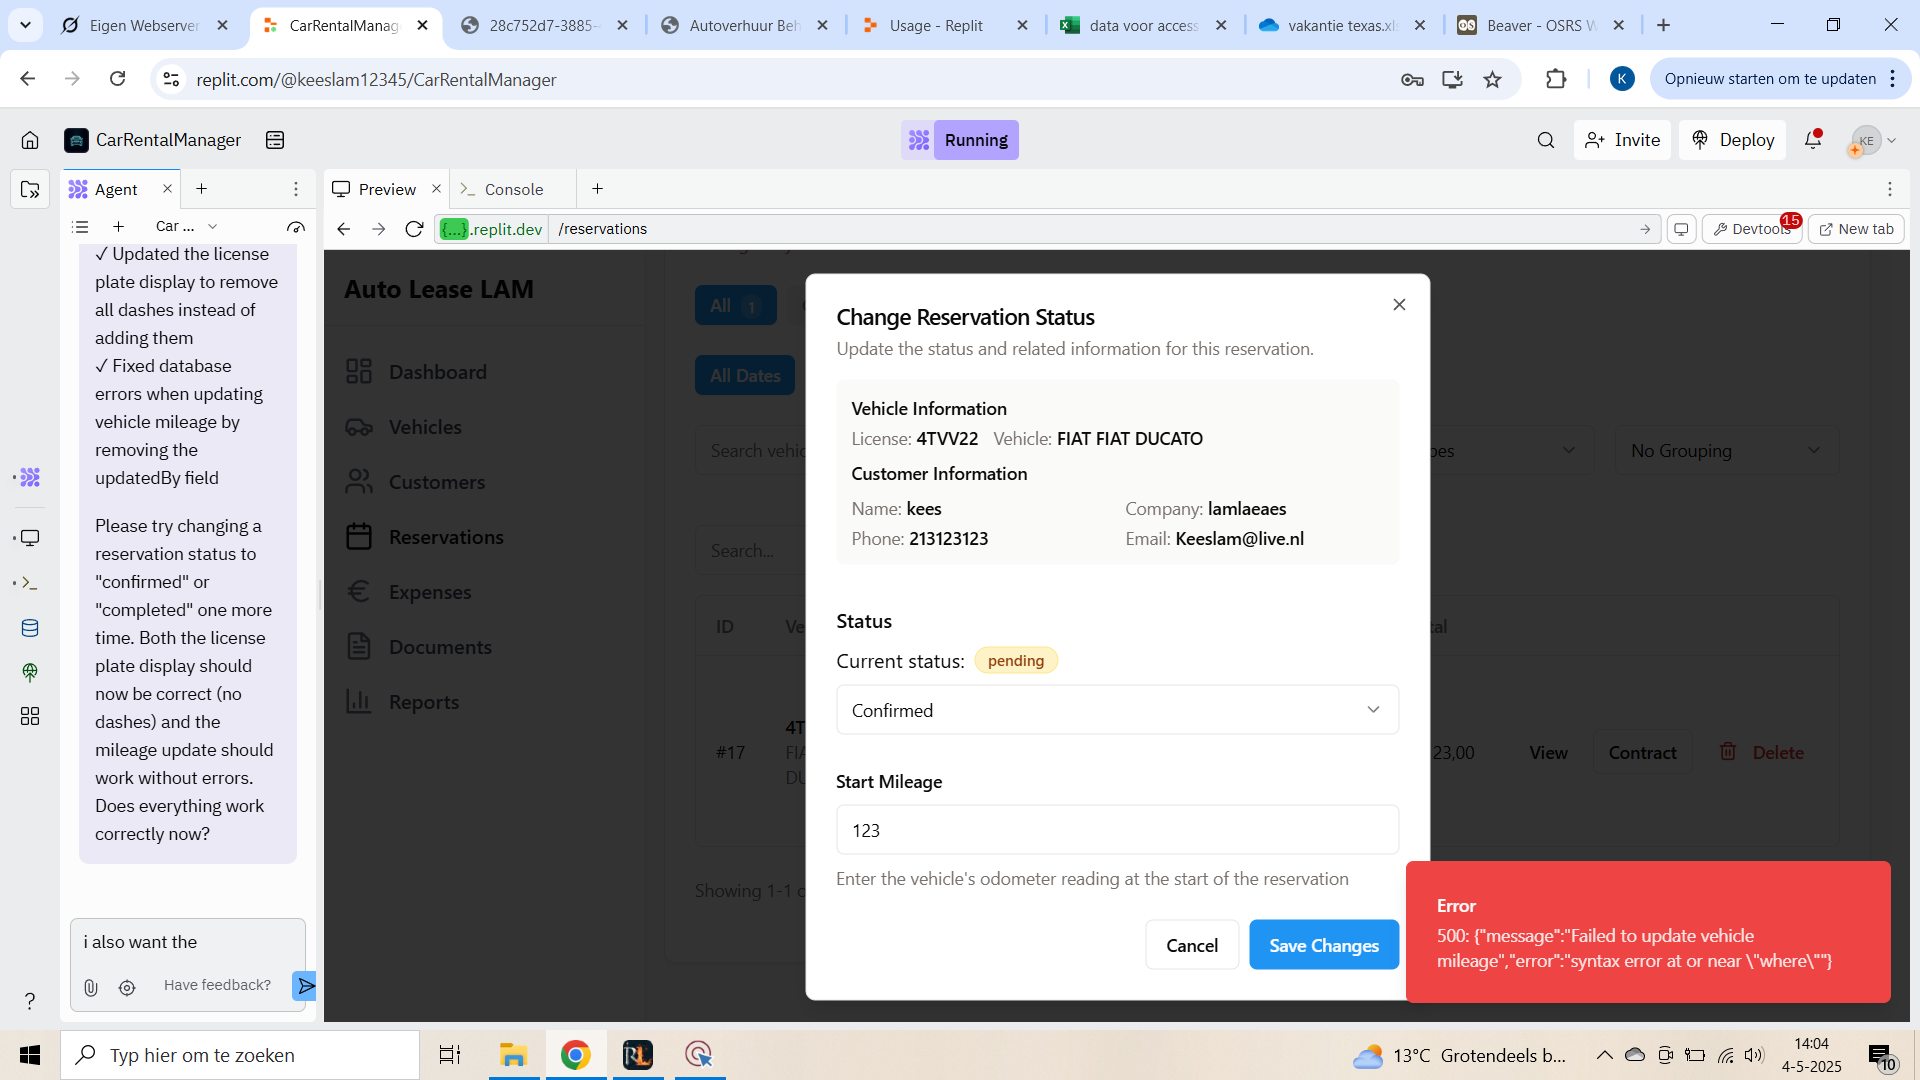 Eigen Webserver
CarRentalManag
28c752d7-3885-
Autoverhuur Beh
Usage - Replit
data voor access
vakantie texas.xl
Beaver - OSRS W
replit.com/@keeslam12345/CarRentalManager
K
Opnieuw starten om te updaten
CarRentalManager
Running
Invite
Deploy
KE
Agent
Preview
Console
Car ...
{...}.replit.dev
/reservations
15
Devtools
New tab
✓ Updated the license
plate display to remove
all dashes instead of
adding them
✓ Fixed database
errors when updating
vehicle mileage by
removing the
updatedBy field
Please try changing a
reservation status to
"confirmed" or
"completed" one more
time. Both the license
plate display should
now be correct (no
dashes) and the
mileage update should
work without errors.
Does everything work
correctly now?
i also want the
Have feedback?
?
Auto Lease LAM
Dashboard
Vehicles
Customers
Reservations
Expenses
Documents
Reports
All 1
All Dates
Search vehic
pes
No Grouping
Search...
ID
Ve
tal
#17
4T
FIA
DU
23,00
View
Contract
Delete
Showing 1-1 o
Change Reservation Status
Update the status and related information for this reservation.
Vehicle Information
License: 4TVV22 Vehicle: FIAT FIAT DUCATO
Customer Information
Name: kees
Company: lamlaeaes
Phone: 213123123
Email: Keeslam@live.nl
Status
Current status: pending
Confirmed
Start Mileage
123
Enter the vehicle's odometer reading at the start of the reservation
Cancel
Save Changes
Error
500: {"message":"Failed to update vehicle
mileage","error":"syntax error at or near \"where\""}
Typ hier om te zoeken
RL
13°C Grotendeels b...
14:04
4-5-2025
10